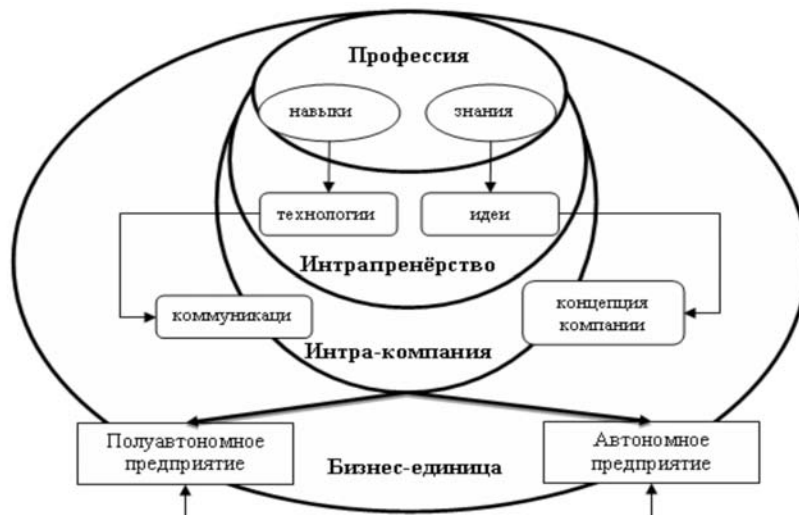 Профессия
навыки
знания
технологии
идеи
Интрапренёрство
коммуникаци
концепция
компании
Интра-компания
Полуавтономное
предприятие
Автономное
предприятие
Бизнес-единица